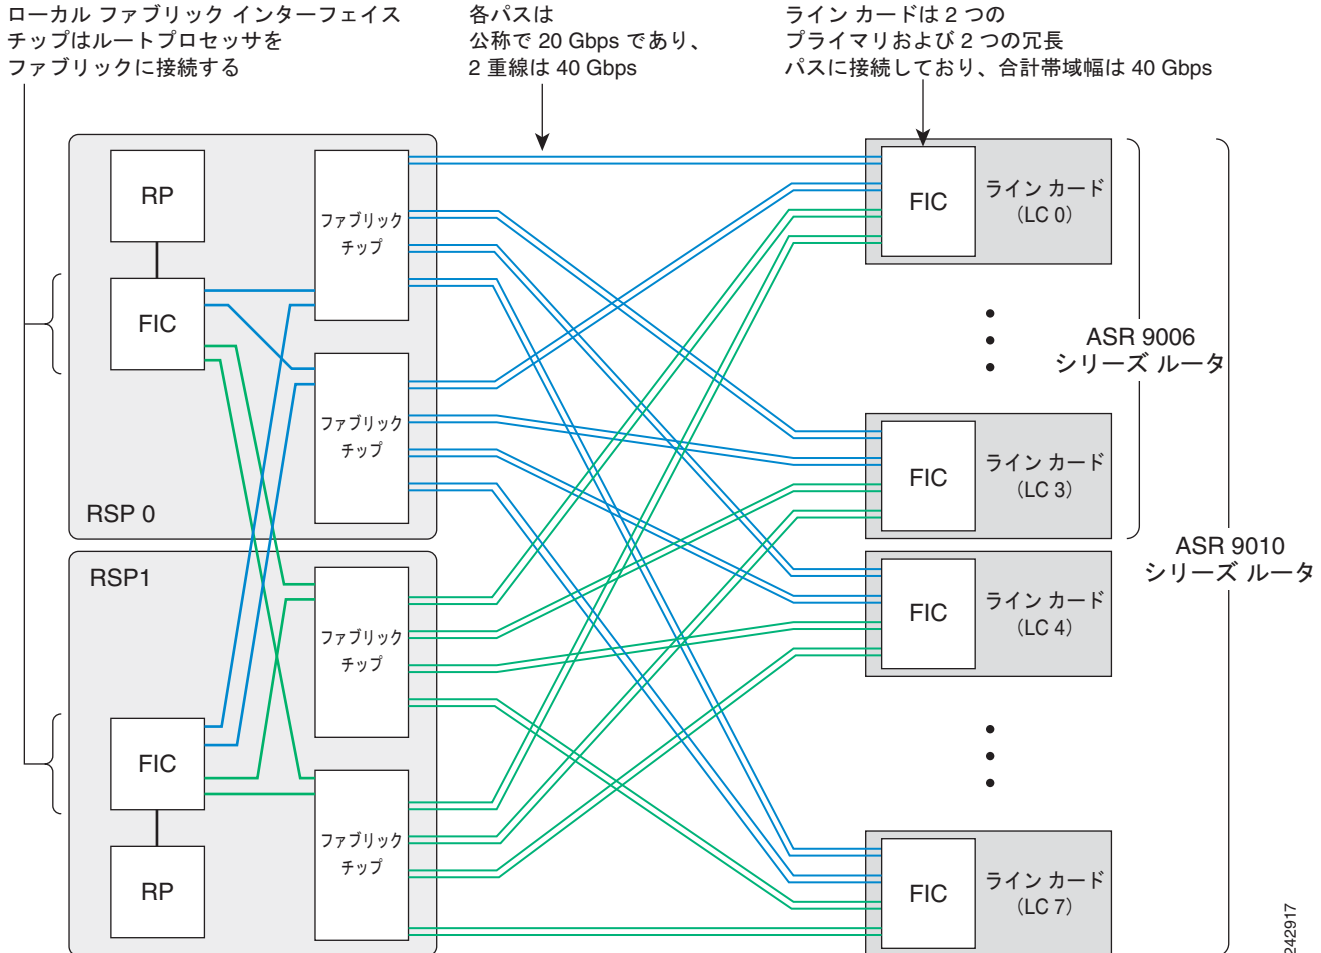 ローカル ファブリック インターフェイス
チップはルートプロセッサを
ファブリックに接続する
各パスは
公称で 20 Gbps であり、
2 重線は 40 Gbps
ライン カードは 2 つの
プライマリおよび 2 つの冗長
パスに接続しており、合計帯域幅は 40 Gbps
RP
FIC
ファブリック
チップ
ファブリック
チップ
RSP 0
RSP1
ファブリック
チップ
FIC
RP
ファブリック
チップ
FIC
ライン カード
(LC 0)
ASR 9006
シリーズ ルータ
FIC
ライン カード
(LC 3)
ASR 9010
シリーズ ルータ
FIC
ライン カード
(LC 4)
FIC
ライン カード
(LC 7)
242917